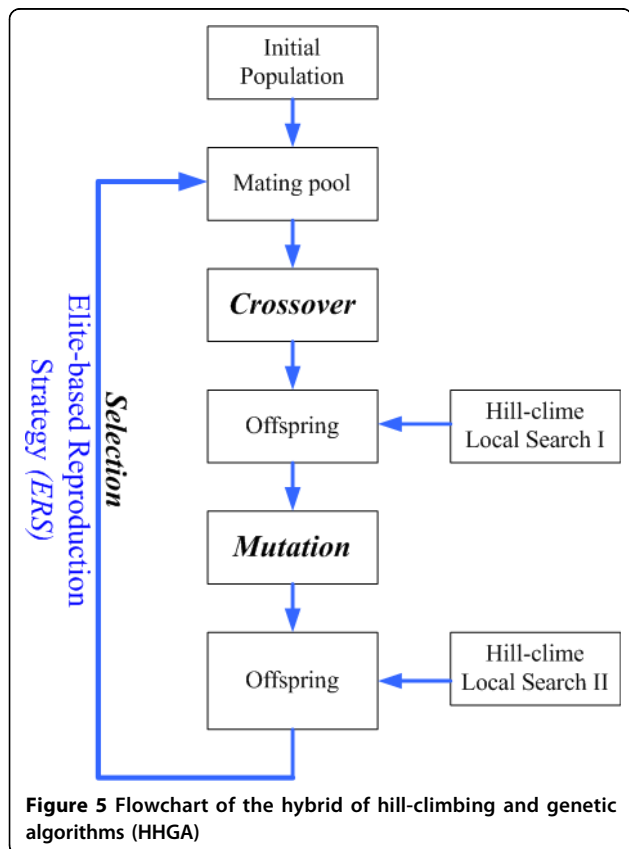 Initial
Population
Mating pool
Crossover
Offspring
Hill-clime
Local Search I
Mutation
Offspring
Hill-clime
Local Search II
Selection
Elite-based Reproduction
Strategy (ERS)
Figure 5 Flowchart of the hybrid of hill-climbing and genetic
algorithms (HHGA)